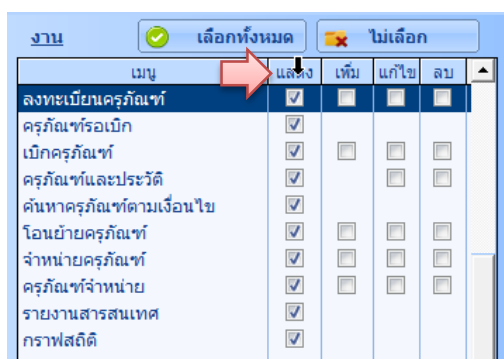 งาน เลือกทั้งหมด ไม่เลือก
เมนู แสดง เพิ่ม แก้ไข ลบ
ลงทะเบียนครุภัณฑ์
ครุภัณฑ์รอเบิก
เบิกครุภัณฑ์
ครุภัณฑ์และประวัติ
ค้นหาครุภัณฑ์ตามเงื่อนไข
โอนย้ายครุภัณฑ์
จำหน่ายครุภัณฑ์
ครุภัณฑ์จำหน่าย
รายงานสารสนเทศ
กราฟสถิติ